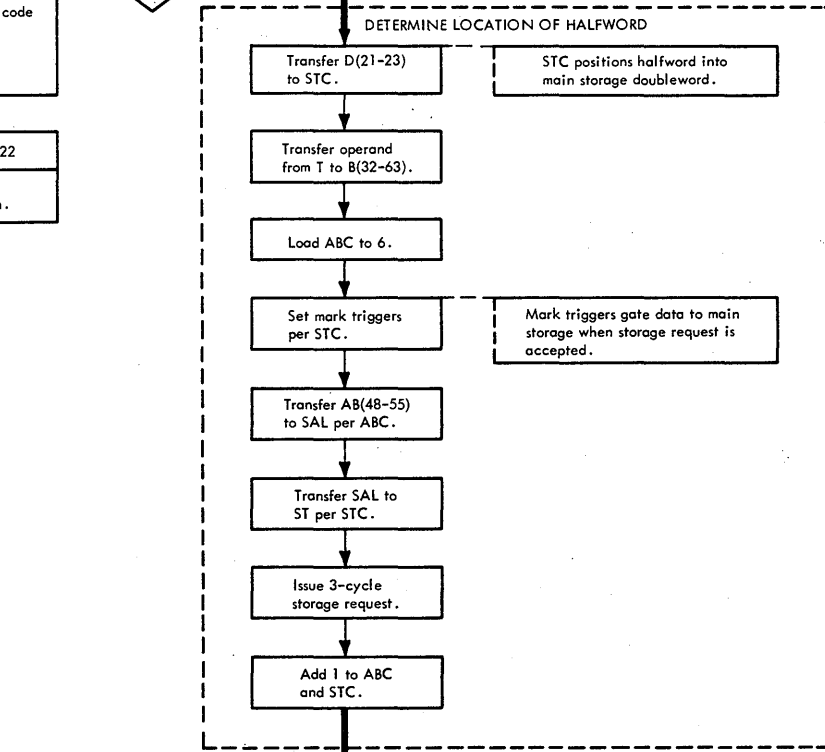 code
22
DETERMINE LOCATION OF HALFWORD
Transfer D(21-23)
to STC.
STC positions halfword into
main storage doubleword.
Transfer operand
from T to B(32-63).
Load ABC to 6.
Set mark triggers
per STC.
Mark triggers gate data to main
storage when storage request is
accepted.
Transfer AB(48-55)
to SAL per ABC.
Transfer SAL to
ST per STC.
Issue 3-cycle
storage request.
Add 1 to ABC
and STC.